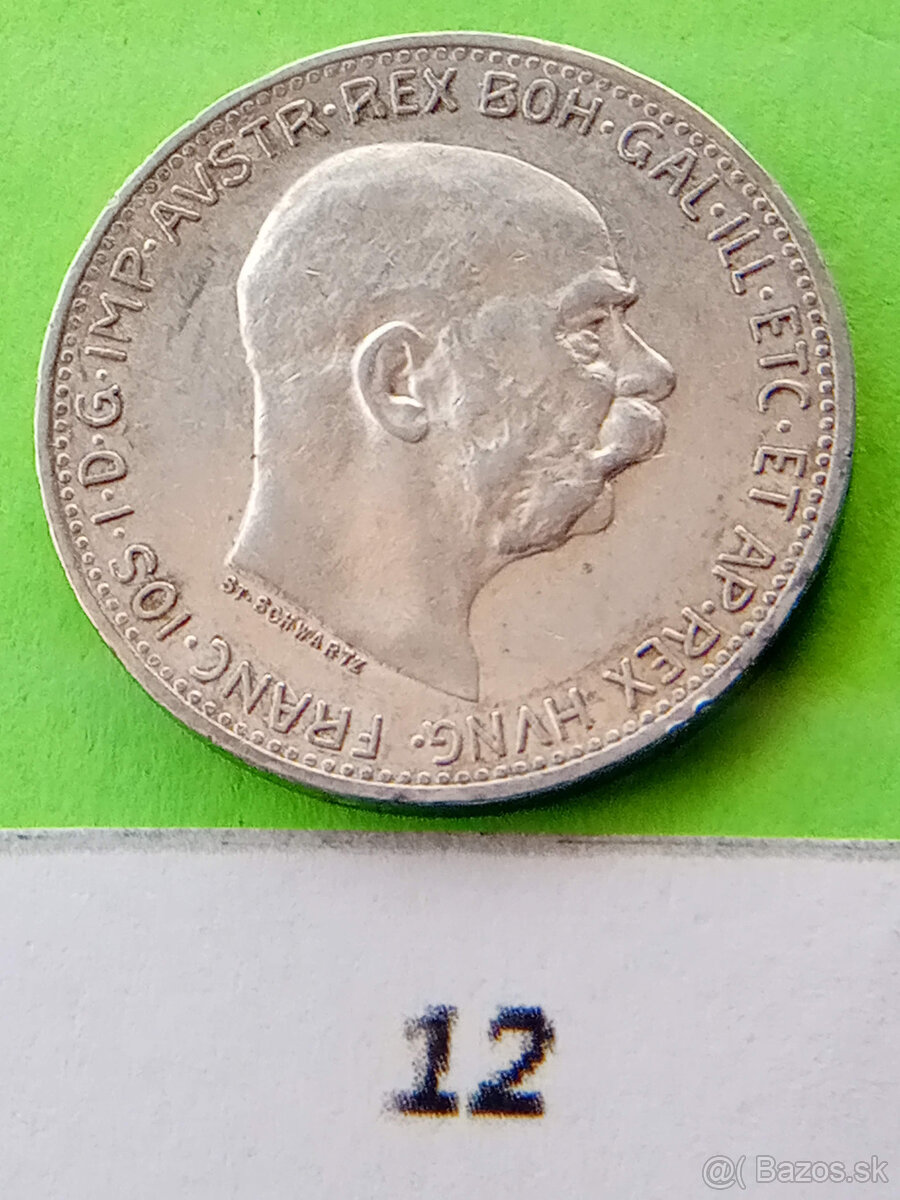 FRANC·IOS·I·D·G·IMP·AVSTR·REX BOH·GAL·ILL·ETC·ET AP·REX HVNG·
ST·SCHWARTZ
12
@( Bazos.sk